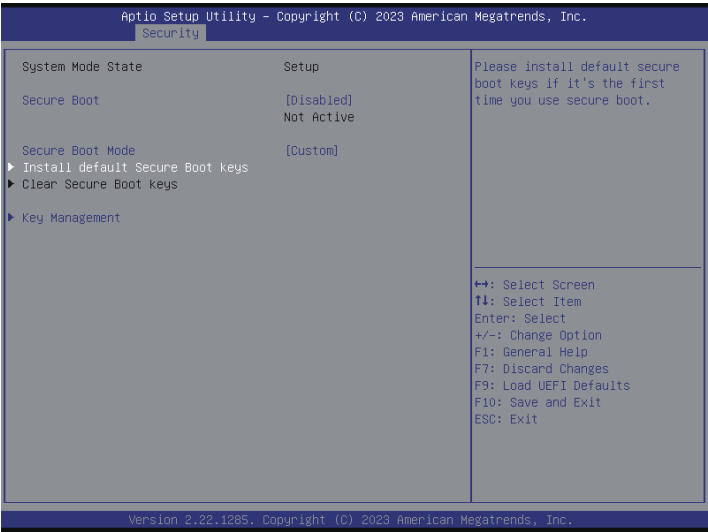 Aptio Setup Utility – Copyright (C) 2023 American Megatrends, Inc.
Security
System Mode State Setup
Secure Boot [Disabled]
Not Active
Secure Boot Mode [Custom]
Install default Secure Boot keys
Clear Secure Boot keys
Key Management
Please install default secure
boot keys if it's the first
time you use secure boot.
↔: Select Screen
↑↓: Select Item
Enter: Select
+/-: Change Option
F1: General Help
F7: Discard Changes
F9: Load UEFI Defaults
F10: Save and Exit
ESC: Exit
Version 2.22.1285. Copyright (C) 2023 American Megatrends, Inc.